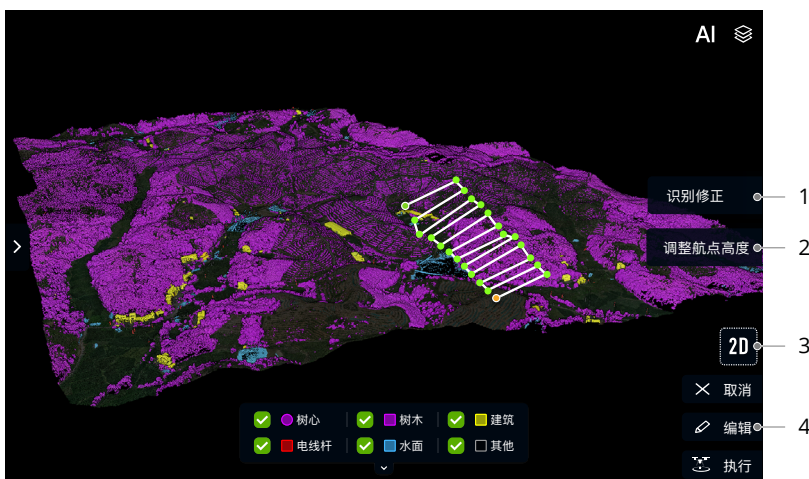 AI
识别修正 1
调整航点高度 2
2D 3
取消
编辑 4
执行
树心 树木 建筑
电线杆 水面 其他